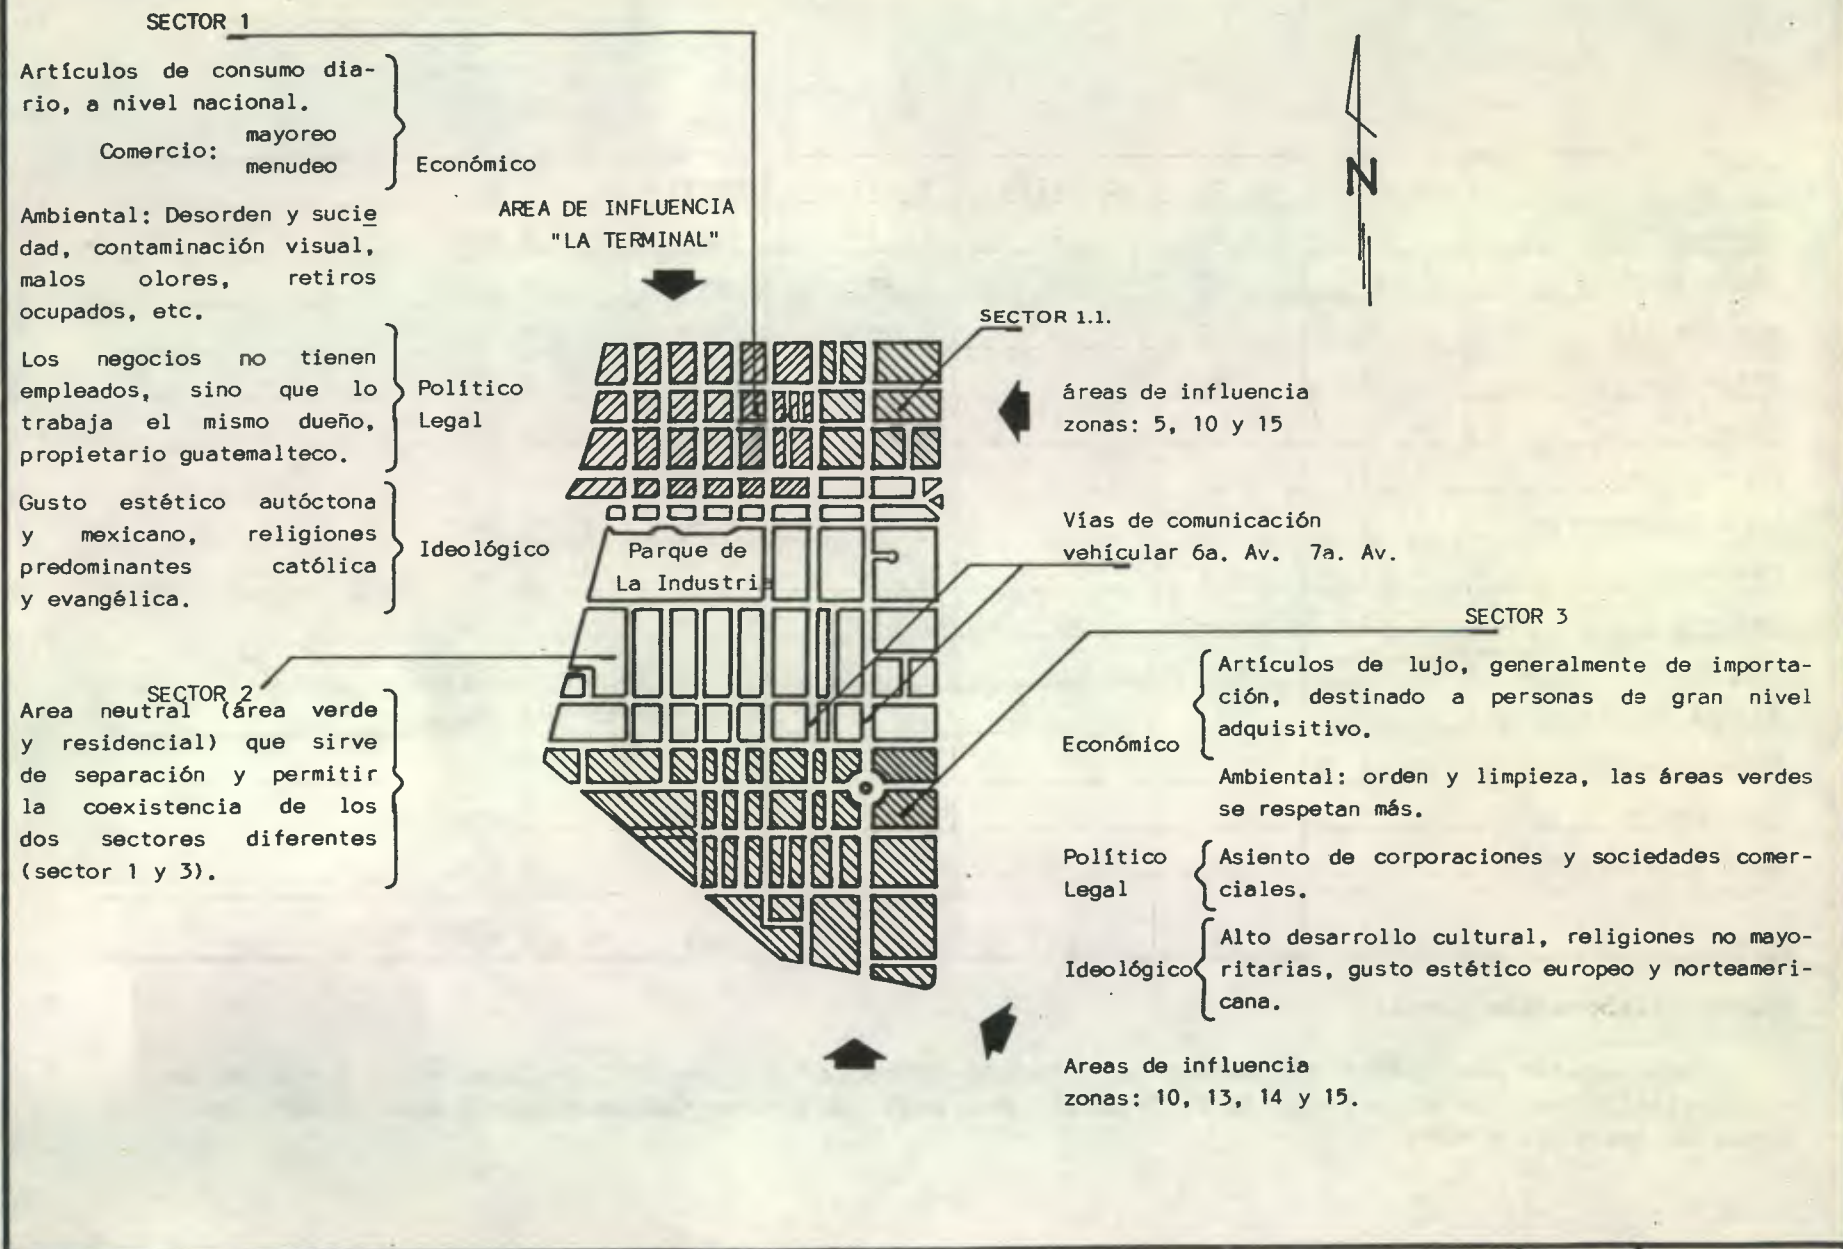 SECTOR 1
Artículos de consumo dia-
rio, a nivel nacional.
Comercio: mayoreo
menudeo
Económico
Ambiental: Desorden y sucie
dad, contaminación visual,
malos olores, retiros
ocupados, etc.
Los negocios no tienen
empleados, sino que lo
trabaja el mismo dueño,
propietario guatemalteco.
Político
Legal
Gusto estético autóctona
y mexicano, religiones
predominantes católica
y evangélica.
Ideológico
SECTOR 2
Area neutral (área verde
y residencial) que sirve
de separación y permitir
la coexistencia de los
dos sectores diferentes
(sector 1 y 3).
AREA DE INFLUENCIA
"LA TERMINAL"
Parque de
La Industri
N
SECTOR 1.1.
áreas de influencia
zonas: 5, 10 y 15
Vías de comunicación
vehícular 6a. Av. 7a. Av.
SECTOR 3
Económico
Artículos de lujo, generalmente de importa-
ción, destinado a personas de gran nivel
adquisitivo.
Ambiental: orden y limpieza, las áreas verdes
se respetan más.
Político
Legal
Asiento de corporaciones y sociedades comer-
ciales.
Ideológico
Alto desarrollo cultural, religiones no mayo-
ritarias, gusto estético europeo y norteameri-
cana.
Areas de influencia
zonas: 10, 13, 14 y 15.